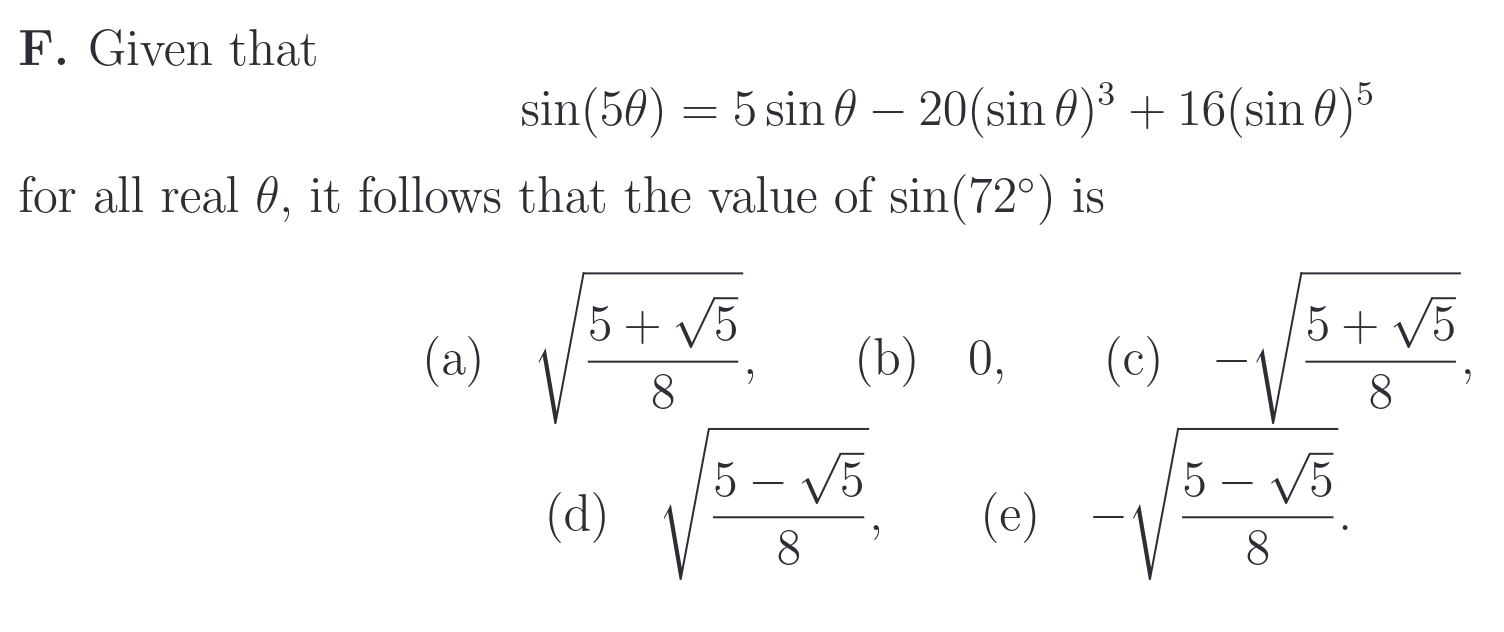 F. Given that
sin(5θ) = 5 sin θ − 20(sin θ)³ + 16(sin θ)⁵
for all real θ, it follows that the value of sin(72°) is
(a) √((5 + √5)/8), (b) 0, (c) −√((5 + √5)/8),
(d) √((5 − √5)/8), (e) −√((5 − √5)/8).